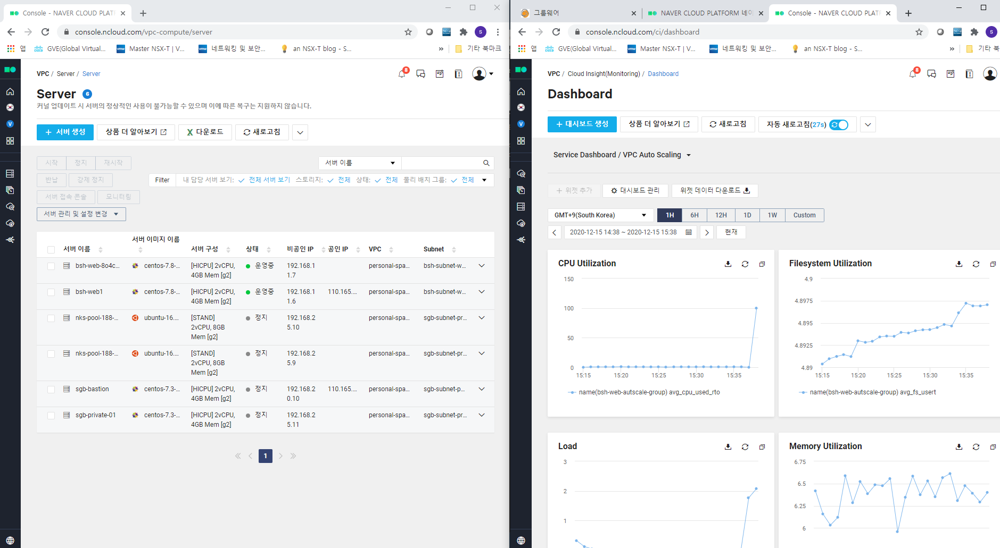 Console - NAVER CLOUD PLATF
console.ncloud.com/vpc-compute/server
앱 GVE(Global Virtual... Master NSX-T | V... 네트워킹 및 보안... an NSX-T blog - S... » 기타 북마크
VPC / Server / Server
8
Server 6
커널 업데이트 시 서버의 정상적인 사용이 불가능할 수 있으며 이에 따른 복구는 지원하지 않습니다.
+ 서버 생성 상품 더 알아보기 다운로드 새로고침
시작 정지 재시작 서버 이름
반납 강제 정지 Filter 내 담당 서버 보기: 전체 서버 보기 스토리지: 전체 상태: 전체 물리 배치 그룹: 전체
서버 접속 콘솔 모니터링
서버 관리 및 설정 변경
서버 이름 서버 이미지 이름 서버 구성 상태 비공인 IP 공인 IP VPC Subnet
bsh-web-8o4c... centos-7.8-... [HICPU] 2vCPU, 4GB Mem [g2] 운영중 192.168.11.7 personal-spa... bsh-subnet-w...
bsh-web1 centos-7.8-... [HICPU] 2vCPU, 4GB Mem [g2] 운영중 192.168.11.6 110.165.... personal-spa... bsh-subnet-w...
nks-pool-188-... ubuntu-16.... [STAND] 2vCPU, 8GB Mem [g2] 정지 192.168.25.10 personal-spa... sgb-subnet-pr...
nks-pool-188-... ubuntu-16.... [STAND] 2vCPU, 8GB Mem [g2] 정지 192.168.25.9 personal-spa... sgb-subnet-pr...
sgb-bastion centos-7.3-... [HICPU] 2vCPU, 4GB Mem [g2] 정지 192.168.20.10 110.165.... personal-spa... sgb-subnet-p...
sgb-private-01 centos-7.3-... [HICPU] 2vCPU, 4GB Mem [g2] 정지 192.168.25.11 personal-spa... sgb-subnet-pr...
1
그룹웨어 NAVER CLOUD PLATFORM 네이 Console - NAVER CLOUD PLATF
console.ncloud.com/ci/dashboard
앱 GVE(Global Virtual... Master NSX-T | V... 네트워킹 및 보안... an NSX-T blog - S... » 기타 북
VPC / Cloud Insight(Monitoring) / Dashboard
8
Dashboard
+ 대시보드 생성 상품 더 알아보기 새로고침 자동 새로고침(27s)
Service Dashboard / VPC Auto Scaling
+ 위젯 추가 대시보드 관리 위젯 데이터 다운로드
GMT+9(South Korea) 1H 6H 12H 1D 1W Custom
2020-12-15 14:38 ~ 2020-12-15 15:38 현재
CPU Utilization
150
100
50
0
15:15 15:20 15:25 15:30 15:35
name(bsh-web-autscale-group) avg_cpu_used_rto
Filesystem Utilization
4.9
4.8975
4.895
4.8925
4.89
15:15 15:20 15:25 15:30 15:35
name(bsh-web-autscale-group) avg_fs_usert
Load
3
2
1
Memory Utilization
6.75
6.5
6.25
6